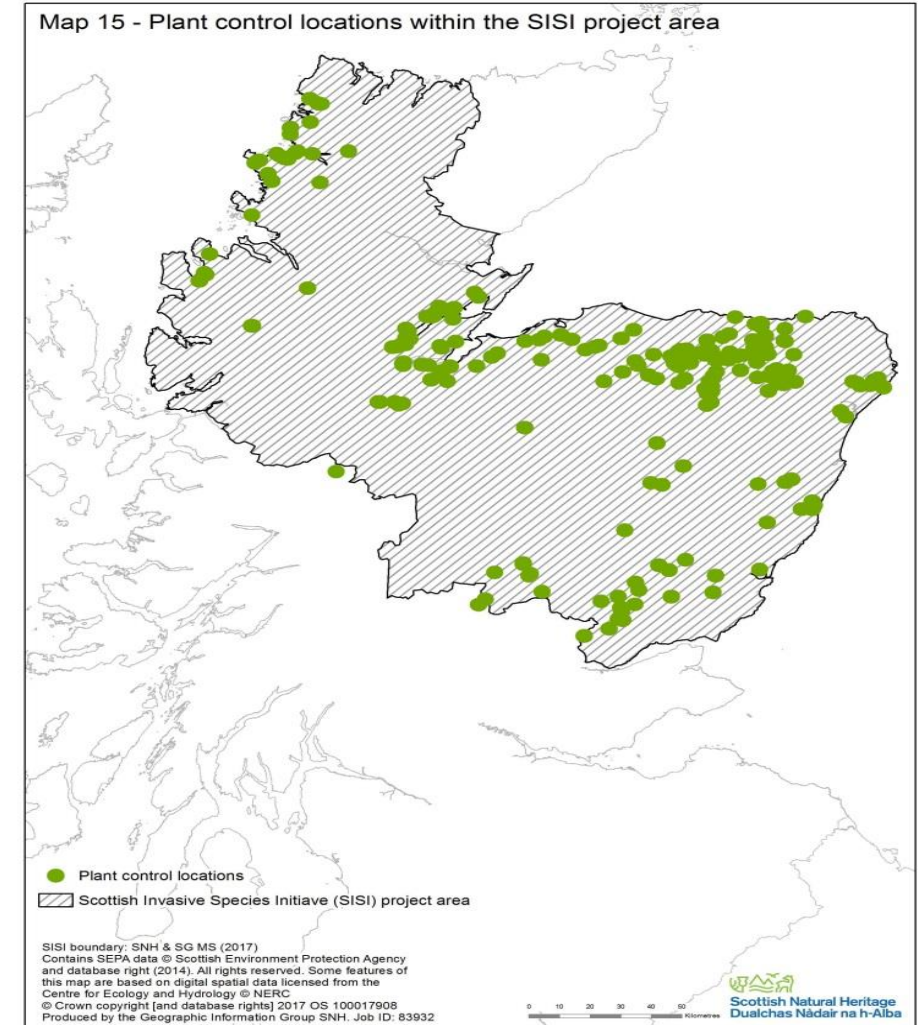 Map 15 - Plant control locations within the SISI project area
Plant control locations
Scottish Invasive Species Initiave (SISI) project area
SISI boundary: SNH & SG MS (2017)
Contains SEPA data © Scottish Environment Protection Agency
and database right (2014). All rights reserved. Some features of
this map are based on digital spatial data licensed from the
Centre for Ecology and Hydrology © NERC
© Crown copyright [and database rights] 2017 OS 100017908
Produced by the Geographic Information Group SNH. Job ID: 83932
0 10 20 30 40 50
Kilometres
Scottish Natural Heritage
Dualchas Nàdair na h-Alba